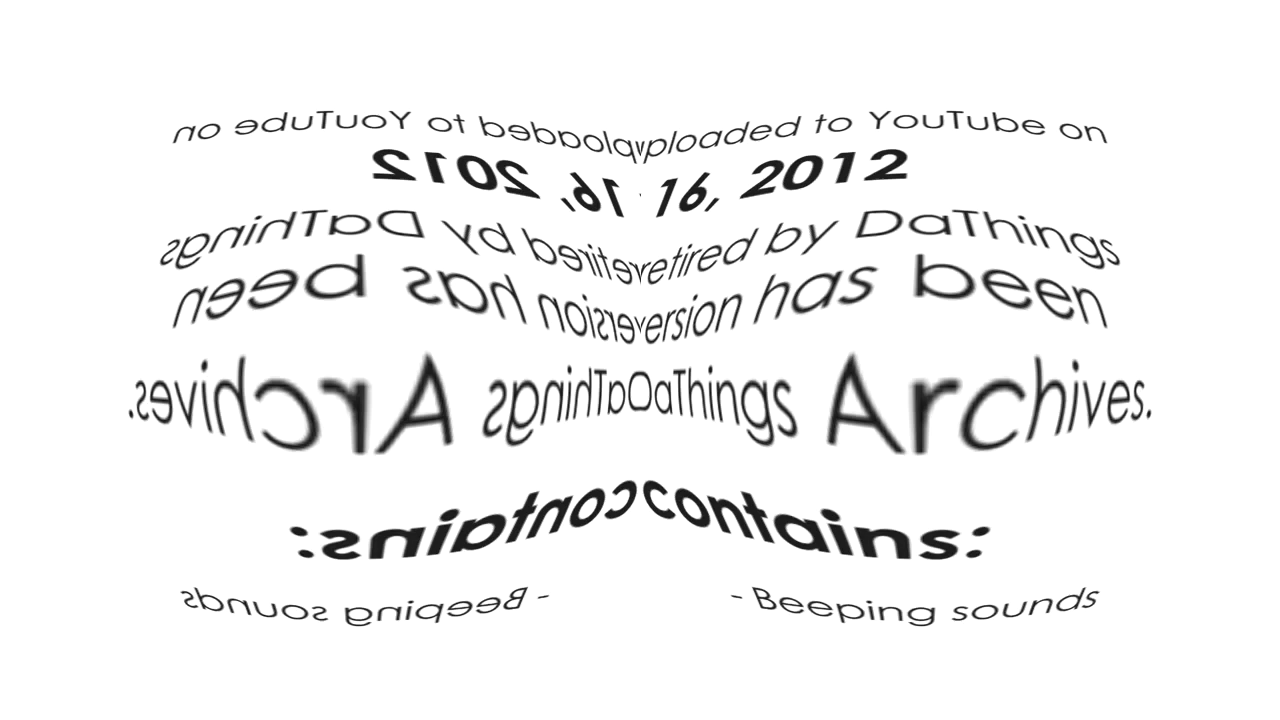 uploaded to YouTube on
16, 2012
retired by DaThings
version has been
DaThings Archives.
contains:
- Beeping sounds